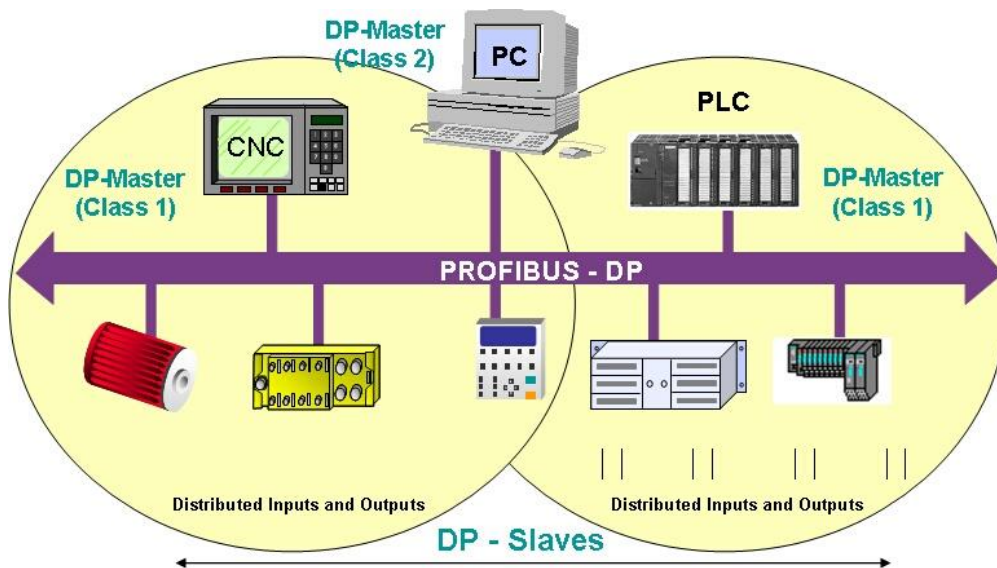 DP-Master
(Class 2)
PC
PLC
CNC
DP-Master
(Class 1)
DP-Master
(Class 1)
PROFIBUS - DP
Distributed Inputs and Outputs
Distributed Inputs and Outputs
DP - Slaves